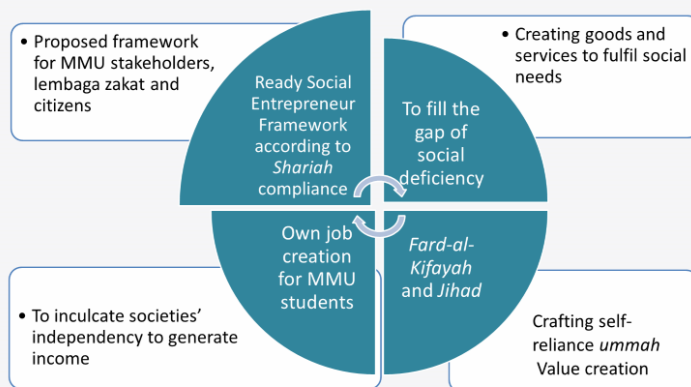 • Proposed framework
for MMU stakeholders,
lembaga zakat and
citizens
Ready Social
Entrepreneur
Framework
according to
Shariah
compliance
• Creating goods and
services to fulfil social
needs
To fill the
gap of
social
deficiency
Own job
creation
for MMU
students
• To inculcate societies’
independency to generate
income
Fard-al-
Kifayah
and Jihad
Crafting self-
reliance ummah
Value creation